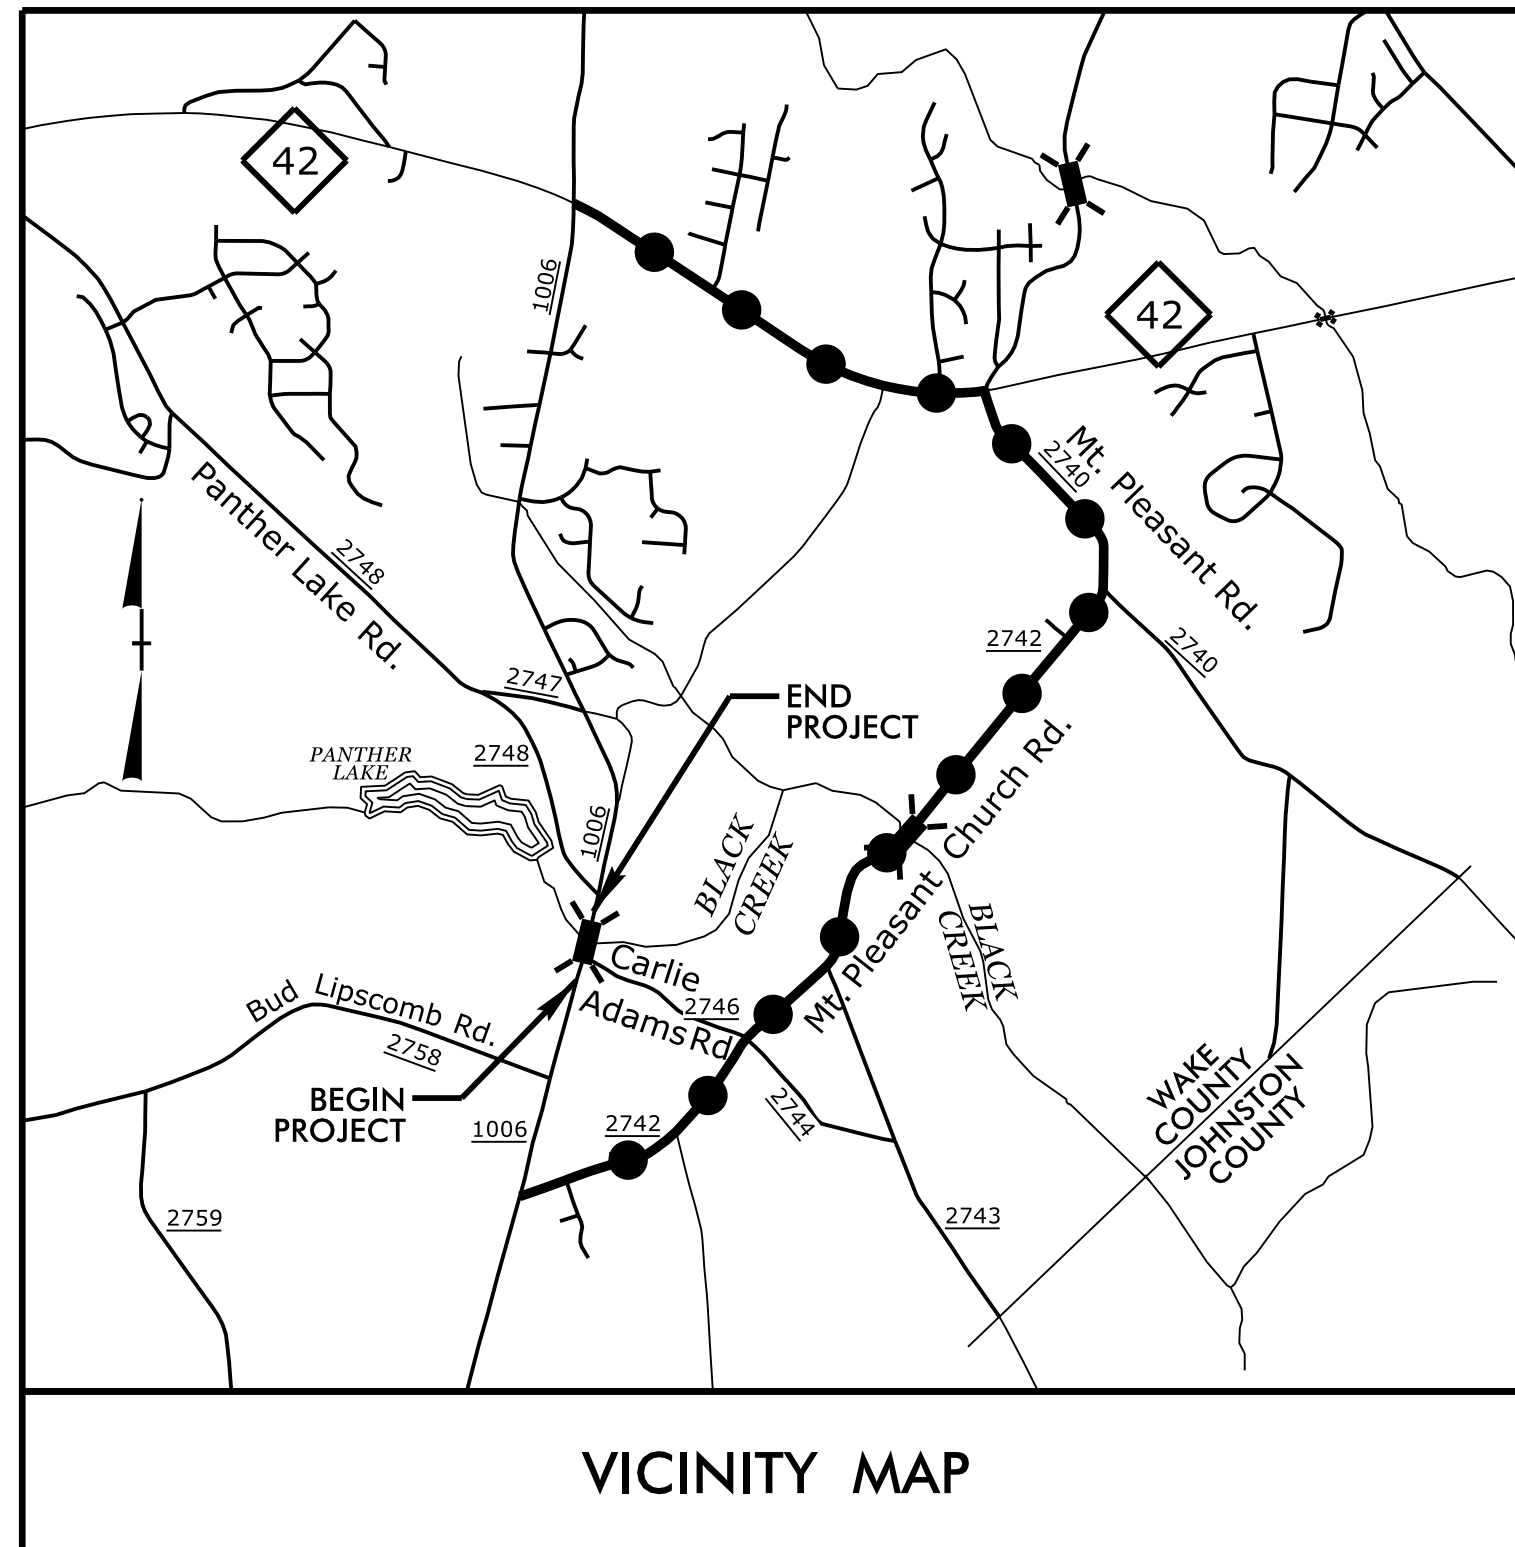 42
1006
42
Mt. Pleasant Rd.
2740
Panther Lake Rd.
2748
2742
2740
2747
END
PROJECT
PANTHER
LAKE
2748
1006
BLACK
CREEK
Mt. Pleasant Church Rd.
BLACK
CREEK
Carlie
Adams Rd
2746
Bud Lipscomb Rd.
2758
BEGIN
PROJECT
1006
2742
2744
WAKE
COUNTY
JOHNSTON
COUNTY
2759
2743
VICINITY MAP